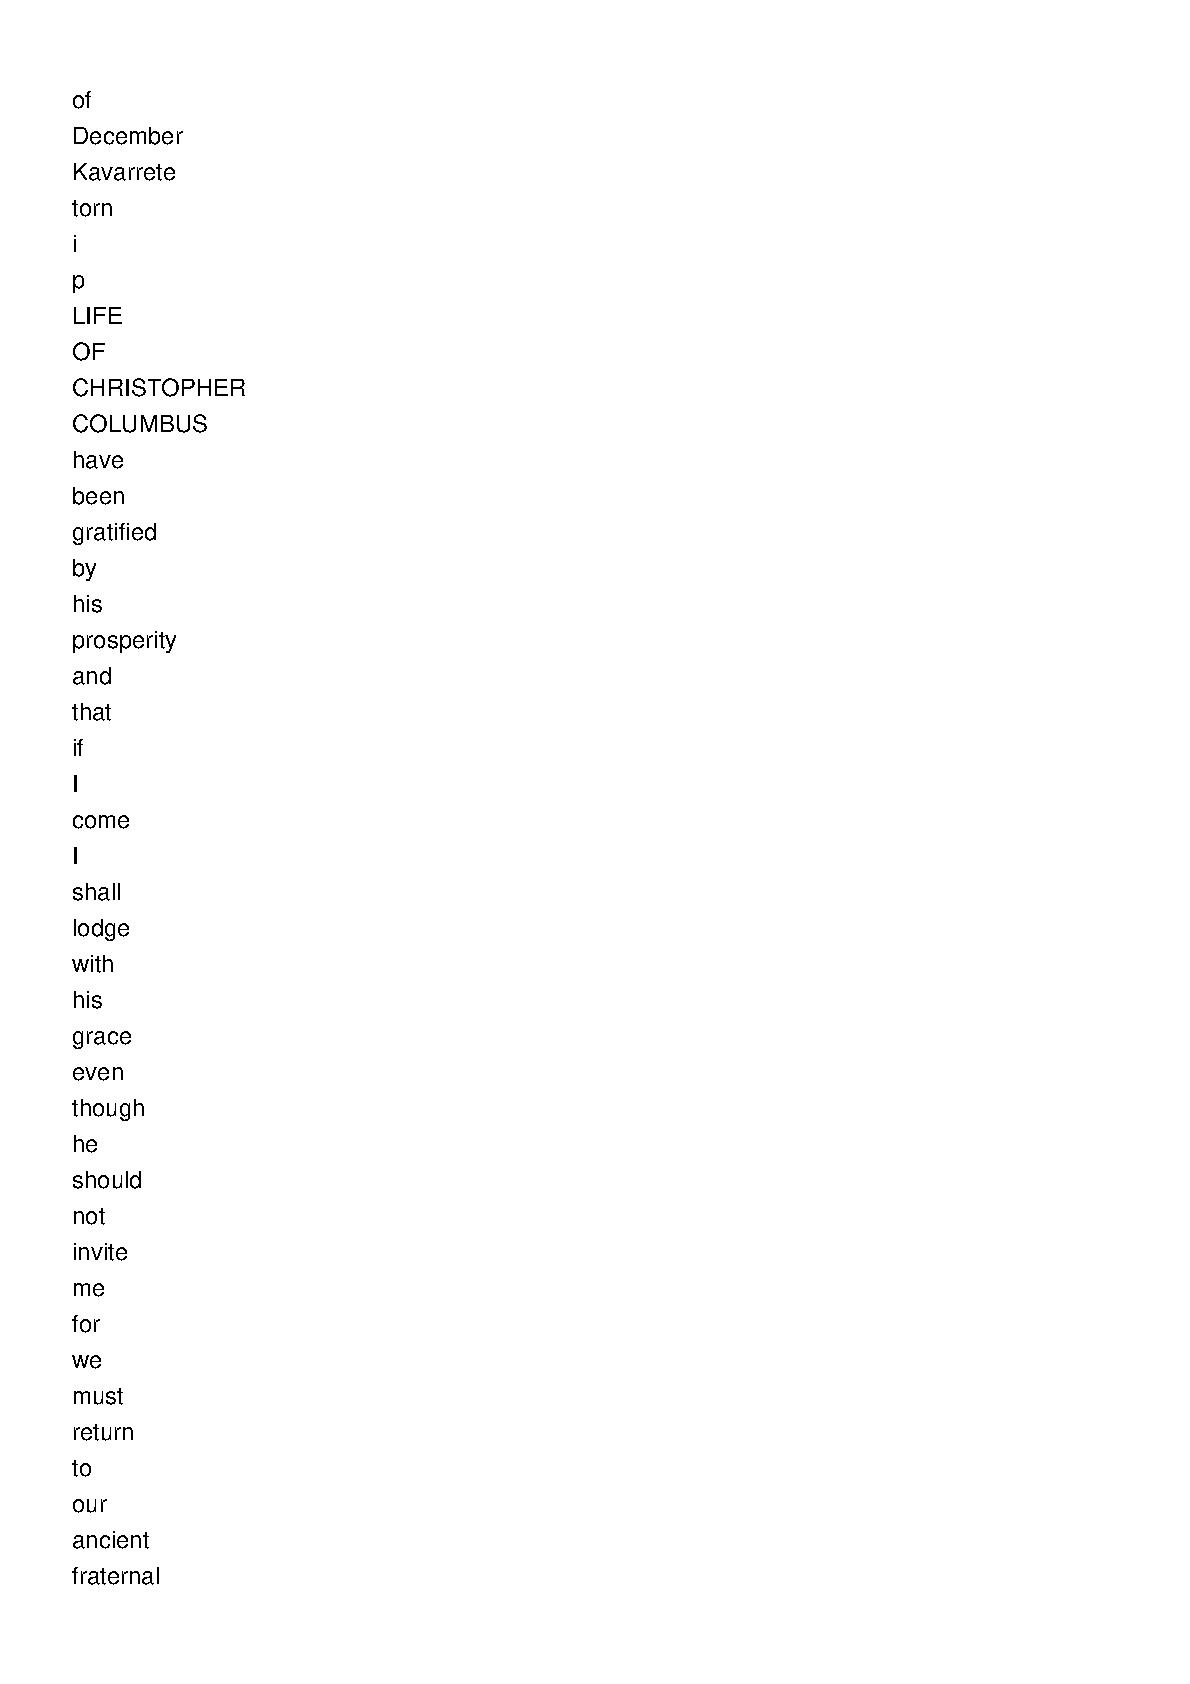 of
December
Kavarrete
torn
i
p
LIFE
OF
CHRISTOPHER
COLUMBUS
have
been
gratified
by
his
prosperity
and
that
if
I
come
I
shall
lodge
with
his
grace
even
though
he
should
not
invite
me
for
we
must
return
to
our
ancient
fraternal